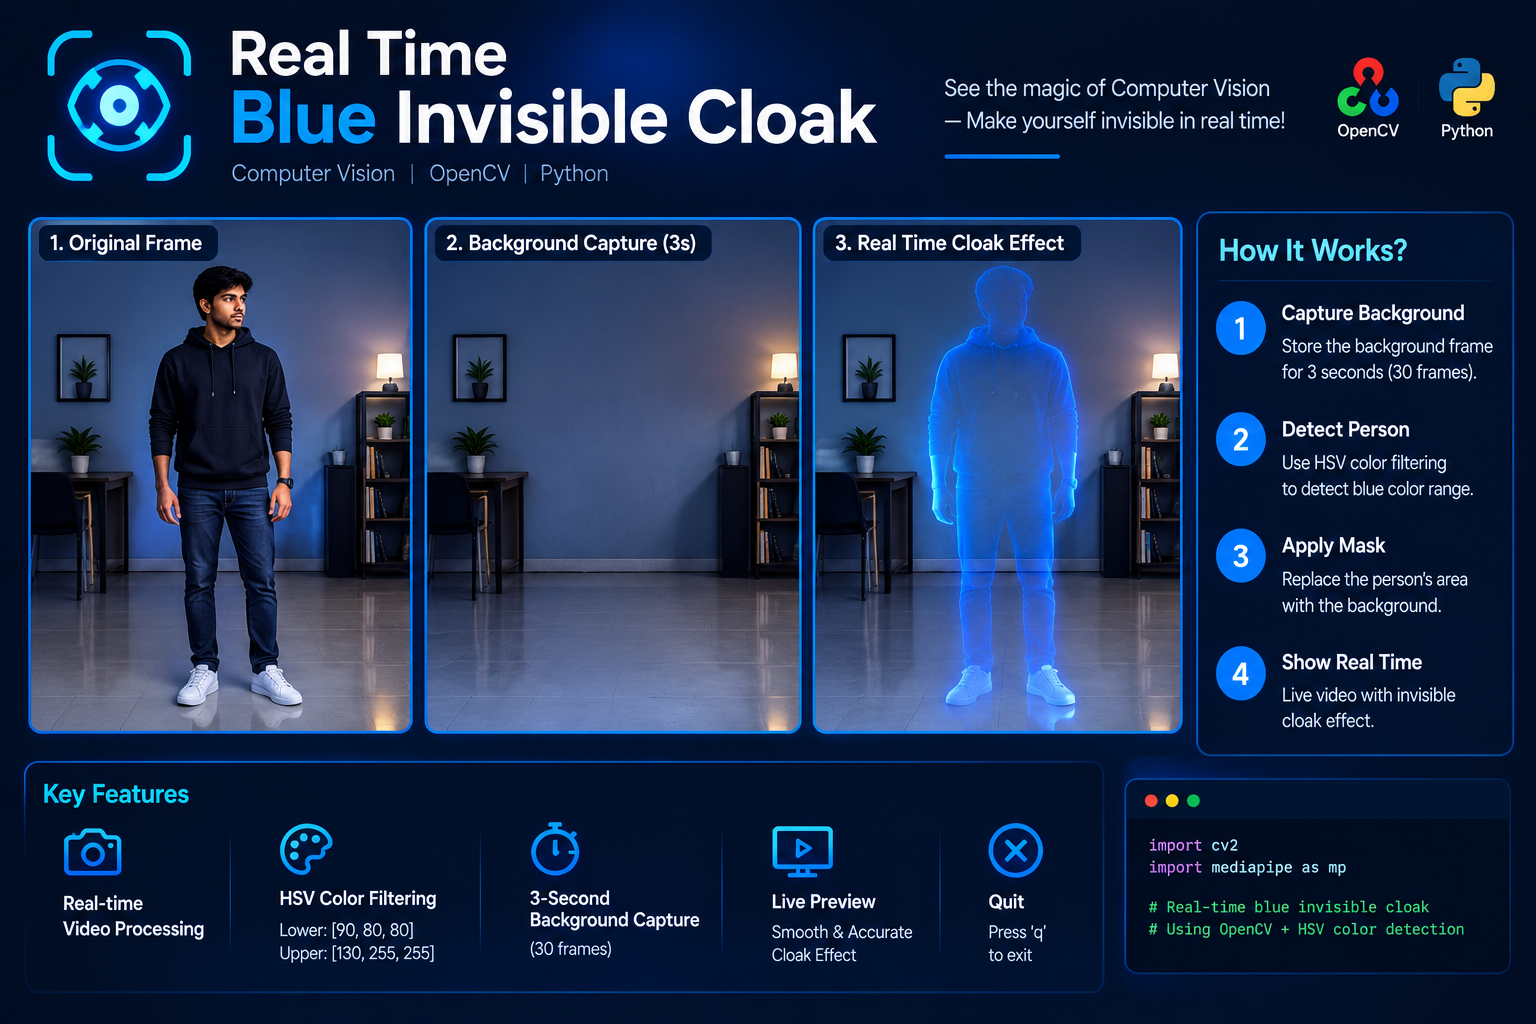 Real Time
Blue Invisible Cloak
Computer Vision | OpenCV | Python
See the magic of Computer Vision
— Make yourself invisible in real time!
OpenCV
Python
1. Original Frame
2. Background Capture (3s)
3. Real Time Cloak Effect
How It Works?
1
Capture Background
Store the background frame
for 3 seconds (30 frames).
2
Detect Person
Use HSV color filtering
to detect blue color range.
3
Apply Mask
Replace the person's area
with the background.
4
Show Real Time
Live video with invisible
cloak effect.
Key Features
Real-time
Video Processing
HSV Color Filtering
Lower: [90, 80, 80]
Upper: [130, 255, 255]
3-Second
Background Capture
(30 frames)
Live Preview
Smooth & Accurate
Cloak Effect
Quit
Press 'q'
to exit
import cv2
import mediapipe as mp
# Real-time blue invisible cloak
# Using OpenCV + HSV color detection